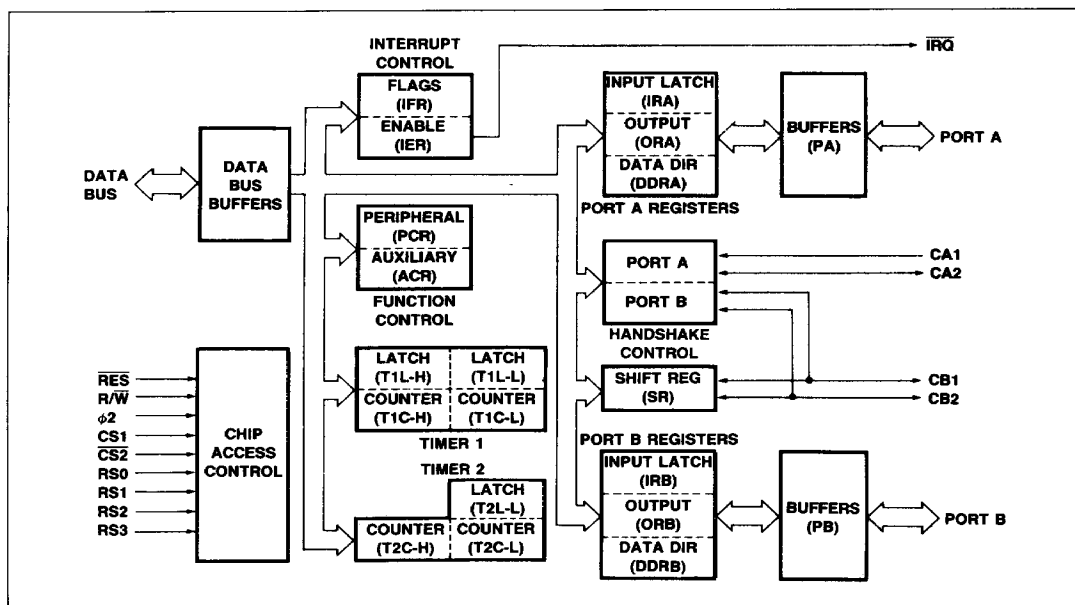 INTERRUPT
CONTROL
FLAGS
(IFR)
ENABLE
(IER)
IRQ
INPUT LATCH
(IRA)
OUTPUT
(ORA)
DATA DIR
(DDRA)
PORT A REGISTERS
BUFFERS
(PA)
PORT A
DATA
BUS
DATA
BUS
BUFFERS
PERIPHERAL
(PCR)
AUXILIARY
(ACR)
FUNCTION
CONTROL
PORT A
PORT B
HANDSHAKE
CONTROL
CA1
CA2
LATCH
(T1L-H)
LATCH
(T1L-L)
COUNTER
(T1C-H)
COUNTER
(T1C-L)
TIMER 1
SHIFT REG
(SR)
CB1
CB2
RES
R/W
ϕ2
CS1
CS2
RS0
RS1
RS2
RS3
CHIP
ACCESS
CONTROL
TIMER 2
LATCH
(T2L-L)
COUNTER
(T2C-H)
COUNTER
(T2C-L)
PORT B REGISTERS
INPUT LATCH
(IRB)
OUTPUT
(ORB)
DATA DIR
(DDRB)
BUFFERS
(PB)
PORT B